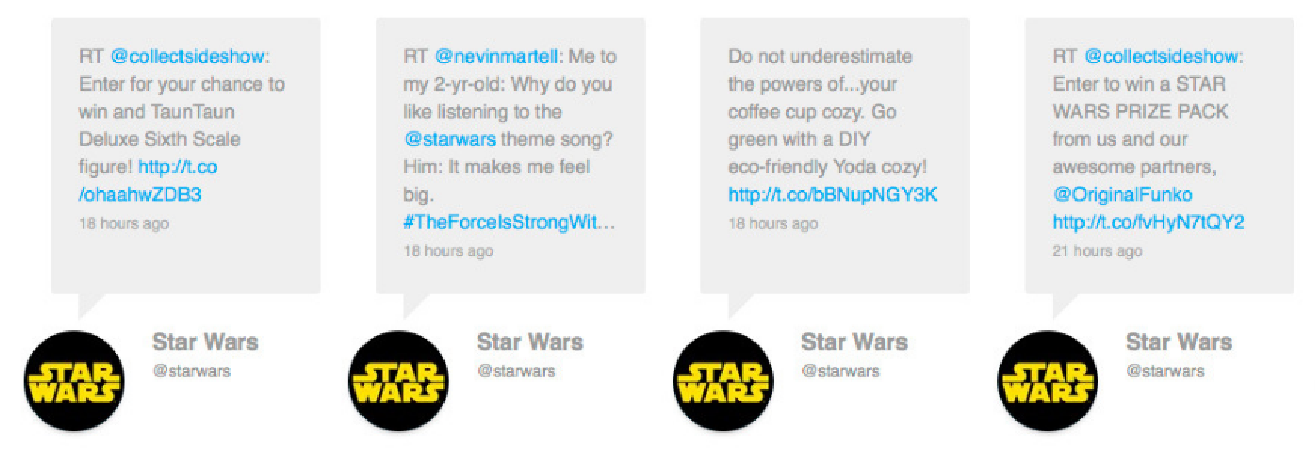 RT @collectsideshow:
Enter for your chance to
win and TaunTaun
Deluxe Sixth Scale
figure! http://t.co
/ohaahwZDB3
18 hours ago
STAR
WARS
Star Wars
@starwars
RT @nevinmartell: Me to
my 2-yr-old: Why do you
like listening to the
@starwars theme song?
Him: It makes me feel
big.
#TheForceIsStrongWit...
18 hours ago
STAR
WARS
Star Wars
@starwars
Do not underestimate
the powers of...your
coffee cup cozy. Go
green with a DIY
eco-friendly Yoda cozy!
http://t.co/bBNupNGY3K
18 hours ago
STAR
WARS
Star Wars
@starwars
RT @collectsideshow:
Enter to win a STAR
WARS PRIZE PACK
from us and our
awesome partners,
@OriginalFunko
http://t.co/fvHyN7tQY2
21 hours ago
STAR
WARS
Star Wars
@starwars